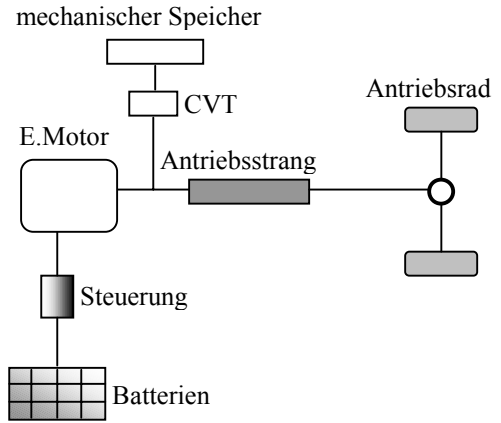 mechanischer Speicher
CVT
Antriebsrad
E.Motor
Antriebsstrang
Steuerung
Batterien